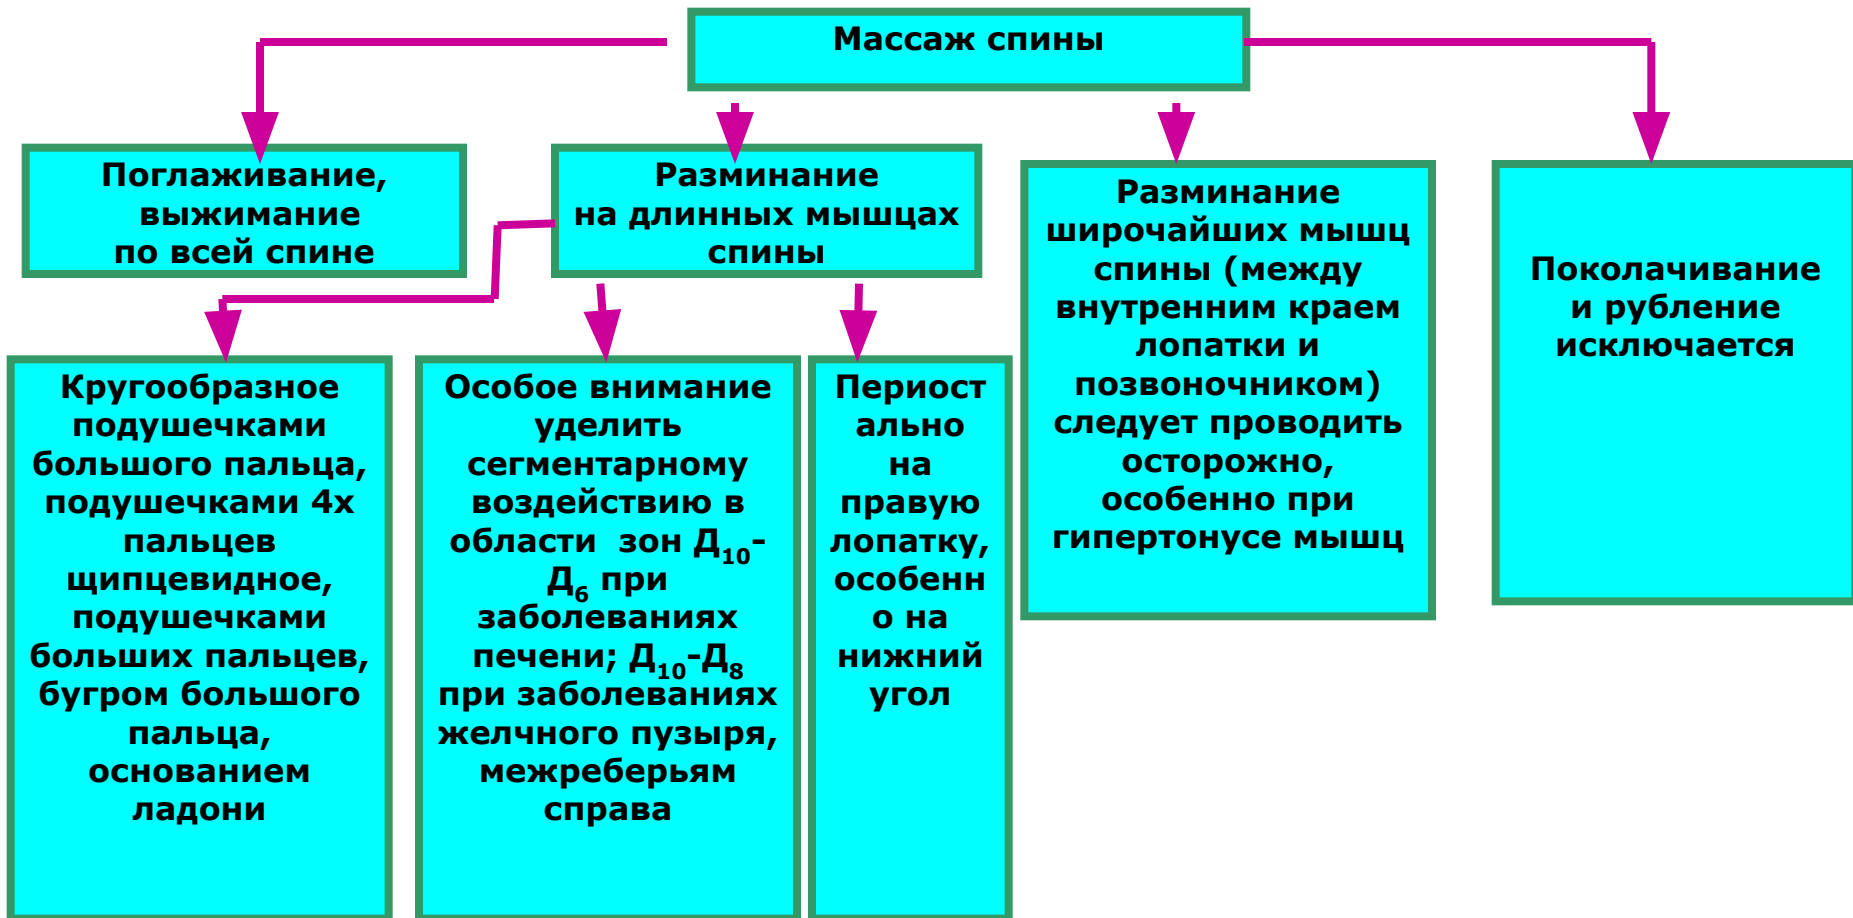 Массаж спины
Поглаживание,
выжимание
по всей спине
Разминание
на длинных мышцах
спины
Разминание
широчайших мышц
спины (между
внутренним краем
лопатки и
позвоночником)
следует проводить
осторожно,
особенно при
гипертонусе мышц
Поколачивание
и рубление
исключается
Кругообразное
подушечками
большого пальца,
подушечками 4х
пальцев
щипцевидное,
подушечками
больших пальцев,
бугром большого
пальца,
основанием
ладони
Особое внимание
уделить
сегментарному
воздействию в
области зон Д₁₀-
Д₆ при
заболеваниях
печени; Д₁₀-Д₈
при заболеваниях
желчного пузыря,
межреберьям
справа
Периост
ально
на
правую
лопатку,
особенн
о на
нижний
угол